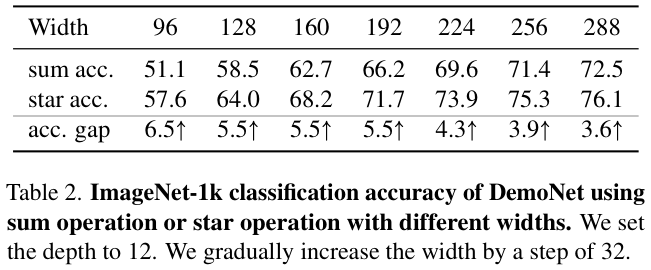 Width 96 128 160 192 224 256 288
sum acc. 51.1 58.5 62.7 66.2 69.6 71.4 72.5
star acc. 57.6 64.0 68.2 71.7 73.9 75.3 76.1
acc. gap 6.5↑ 5.5↑ 5.5↑ 5.5↑ 4.3↑ 3.9↑ 3.6↑
Table 2. ImageNet-1k classification accuracy of DemoNet using
sum operation or star operation with different widths. We set
the depth to 12. We gradually increase the width by a step of 32.